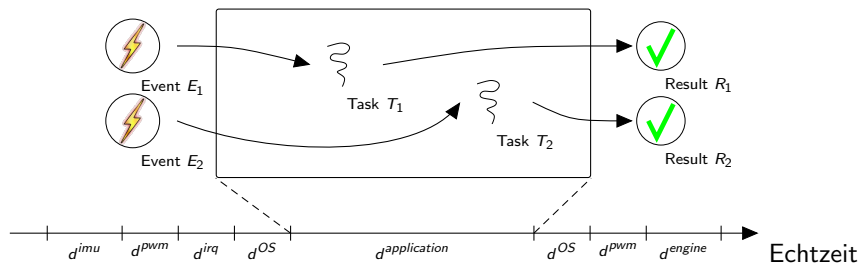 Event E₁
Task T₁
Result R₁
Event E₂
Task T₂
Result R₂
d^imu d^pwm d^irq d^OS d^application d^OS d^pwm d^engine
Echtzeit